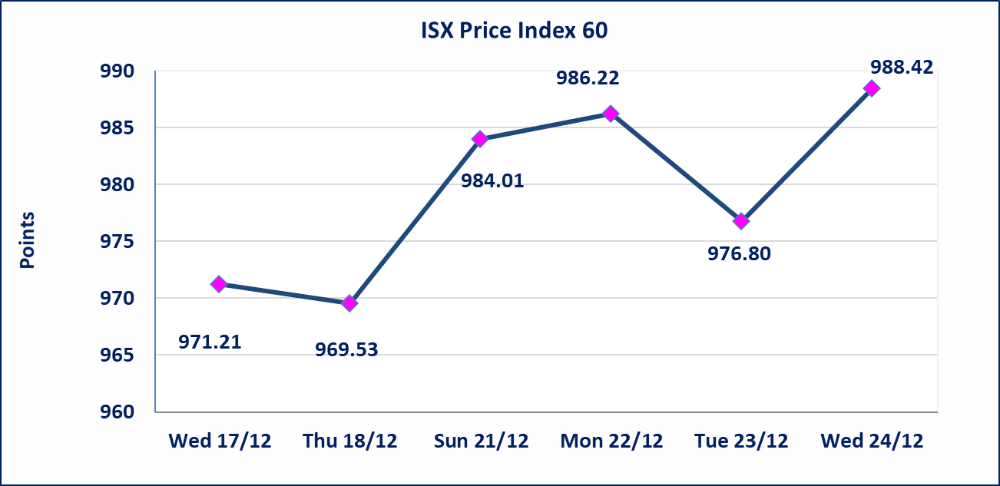 ISX Price Index 60
Points
990
985
980
975
970
965
960
971.21
969.53
984.01
986.22
976.80
988.42
Wed 17/12
Thu 18/12
Sun 21/12
Mon 22/12
Tue 23/12
Wed 24/12